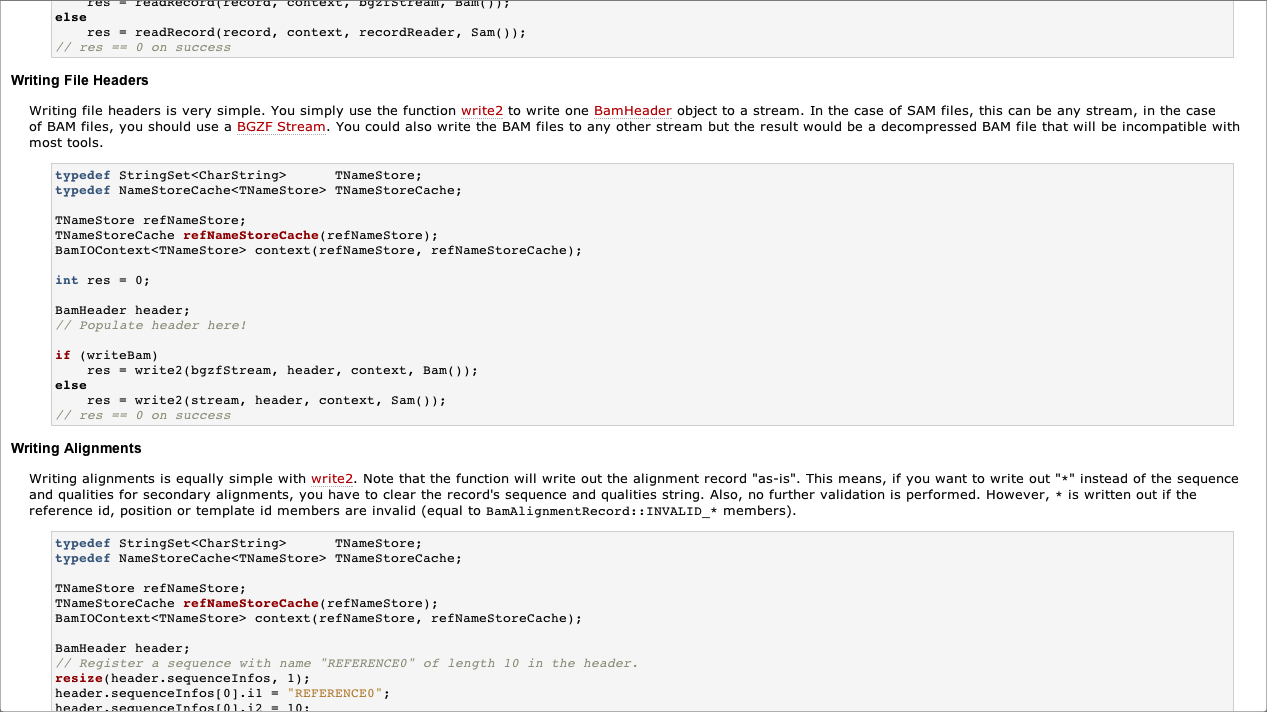 res = readRecord(record, context, bgzfStream, Bam());
else
res = readRecord(record, context, recordReader, Sam());
// res == 0 on success
Writing File Headers
Writing file headers is very simple. You simply use the function write2 to write one BamHeader object to a stream. In the case of SAM files, this can be any stream, in the case
of BAM files, you should use a BGZF Stream. You could also write the BAM files to any other stream but the result would be a decompressed BAM file that will be incompatible with
most tools.
typedef StringSet<CharString>      TNameStore;
typedef NameStoreCache<TNameStore> TNameStoreCache;
TNameStore refNameStore;
TNameStoreCache refNameStoreCache(refNameStore);
BamIOContext<TNameStore> context(refNameStore, refNameStoreCache);
int res = 0;
BamHeader header;
// Populate header here!
if (writeBam)
res = write2(bgzfStream, header, context, Bam());
else
res = write2(stream, header, context, Sam());
// res == 0 on success
Writing Alignments
Writing alignments is equally simple with write2. Note that the function will write out the alignment record "as-is". This means, if you want to write out "*" instead of the sequence
and qualities for secondary alignments, you have to clear the record's sequence and qualities string. Also, no further validation is performed. However, * is written out if the
reference id, position or template id members are invalid (equal to BamAlignmentRecord::INVALID_* members).
typedef StringSet<CharString>      TNameStore;
typedef NameStoreCache<TNameStore> TNameStoreCache;
TNameStore refNameStore;
TNameStoreCache refNameStoreCache(refNameStore);
BamIOContext<TNameStore> context(refNameStore, refNameStoreCache);
BamHeader header;
// Register a sequence with name "REFERENCE0" of length 10 in the header.
resize(header.sequenceInfos, 1);
header.sequenceInfos[0].i1 = "REFERENCE0";
header.sequenceInfos[0].i2 = 10;